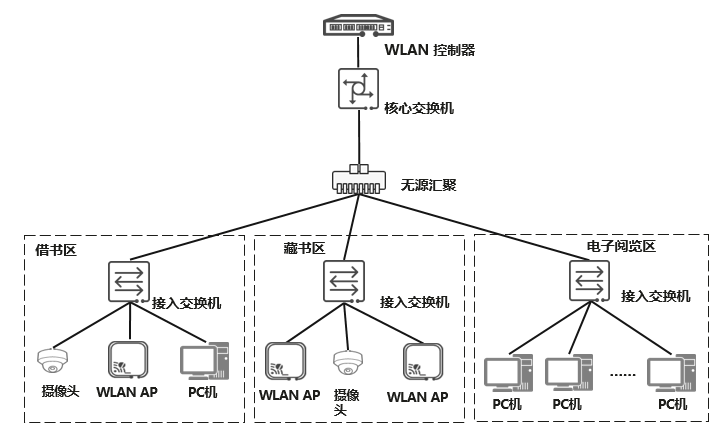 WLAN 控制器
核心交换机
无源汇聚
借书区
藏书区
电子阅览区
接入交换机
接入交换机
接入交换机
摄像头
WLAN AP
PC机
WLAN AP
摄像
头
WLAN AP
PC机
PC机
......
PC机